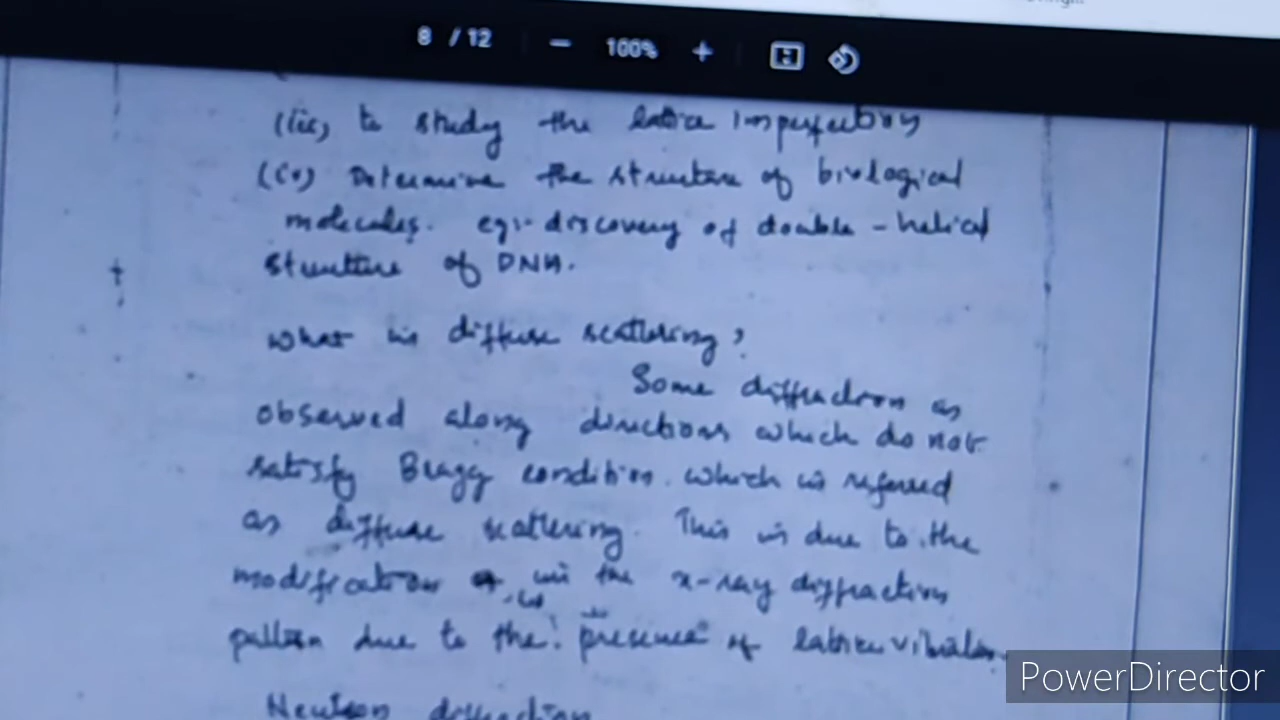 8 / 12 − 100% +
(iii) to study the lattice imperfections
(iv) Determine the structure of biological
molecules. eg:- discovery of double - helical
structure of DNA.
What is diffuse scattering?
Some diffraction is
observed along directions which do not
satisfy Bragg condition. which is referred
as diffuse scattering. This is due to the
modification in the x-ray diffraction
pattern due to the presence of lattice vibration.
Neutron diffraction
PowerDirector